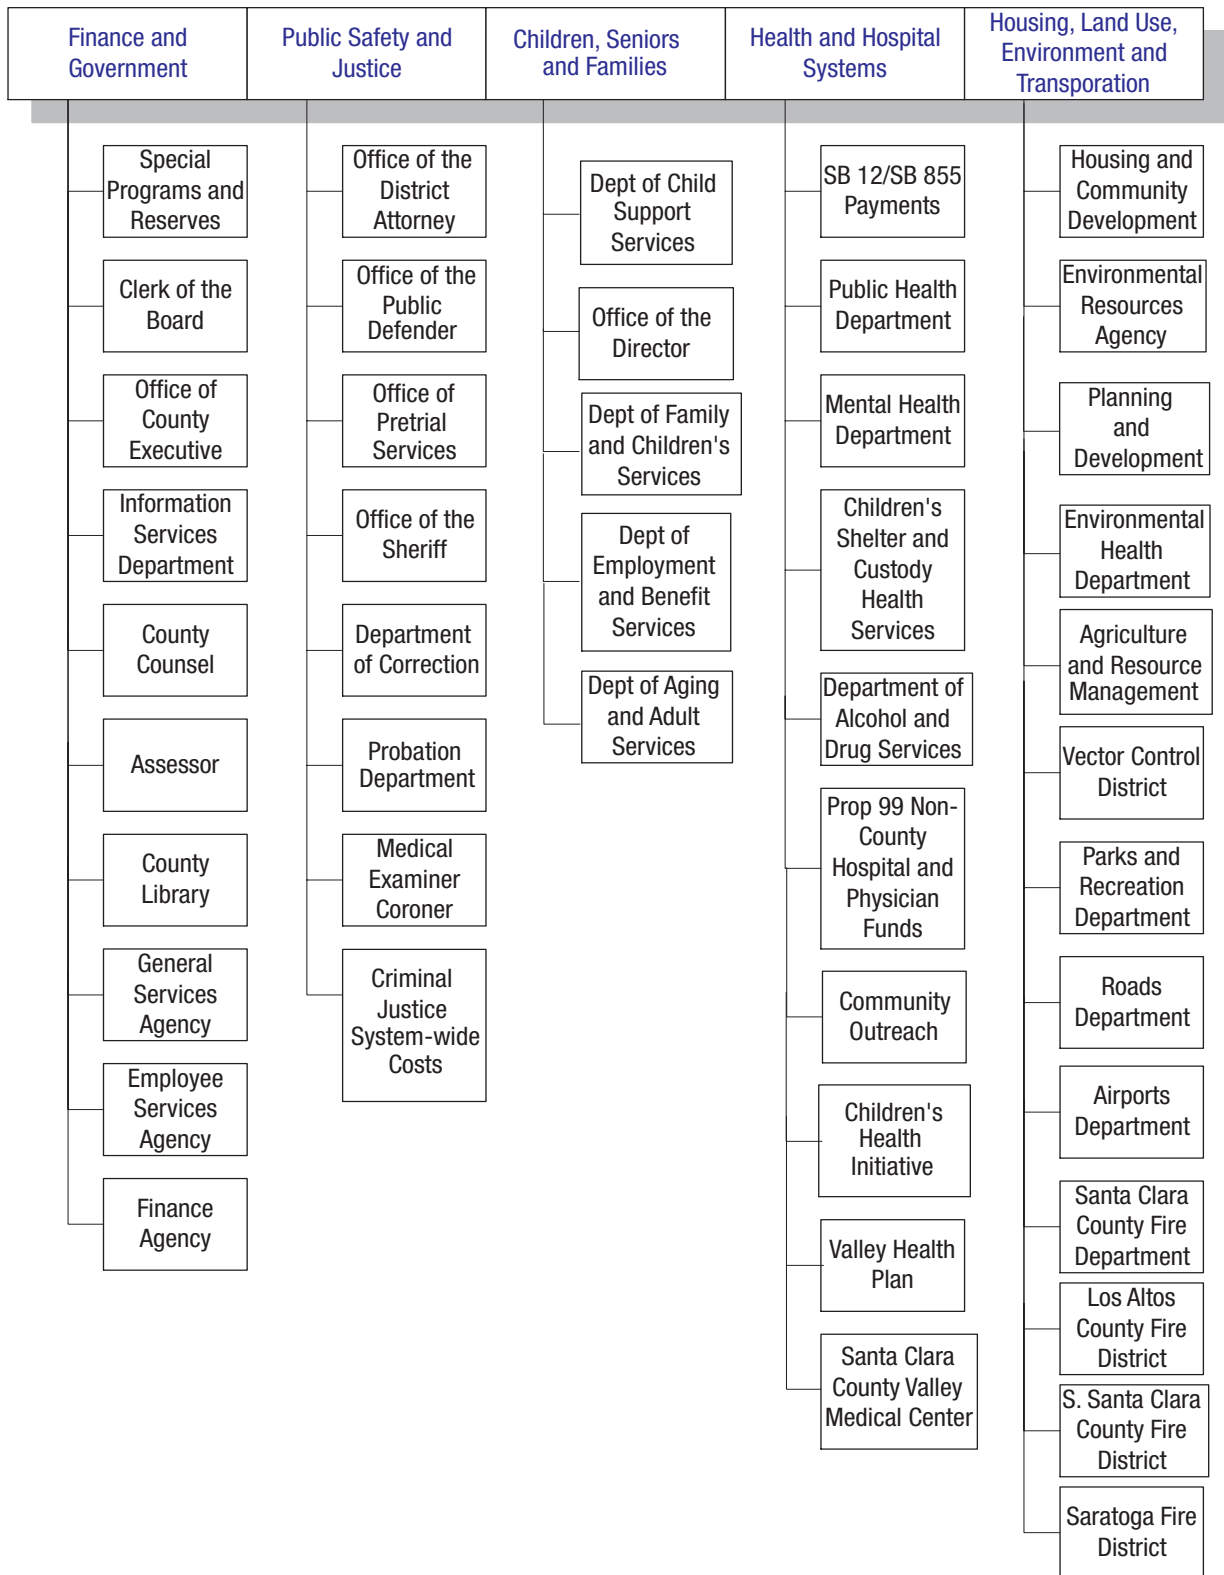 Finance and
Government
Public Safety and
Justice
Children, Seniors
and Families
Health and Hospital
Systems
Housing, Land Use,
Environment and
Transporation
Special
Programs and
Reserves
Clerk of the
Board
Office of
County
Executive
Information
Services
Department
County
Counsel
Assessor
County
Library
General
Services
Agency
Employee
Services
Agency
Finance
Agency
Office of the
District
Attorney
Office of the
Public
Defender
Office of
Pretrial
Services
Office of the
Sheriff
Department
of Correction
Probation
Department
Medical
Examiner
Coroner
Criminal
Justice
System-wide
Costs
Dept of Child
Support
Services
Office of the
Director
Dept of Family
and Children's
Services
Dept of
Employment
and Benefit
Services
Dept of Aging
and Adult
Services
SB 12/SB 855
Payments
Public Health
Department
Mental Health
Department
Children's
Shelter and
Custody
Health
Services
Department of
Alcohol and
Drug Services
Prop 99 Non-
County
Hospital and
Physician
Funds
Community
Outreach
Children's
Health
Initiative
Valley Health
Plan
Santa Clara
County Valley
Medical Center
Housing and
Community
Development
Environmental
Resources
Agency
Planning
and
Development
Environmental
Health
Department
Agriculture
and Resource
Management
Vector Control
District
Parks and
Recreation
Department
Roads
Department
Airports
Department
Santa Clara
County Fire
Department
Los Altos
County Fire
District
S. Santa Clara
County Fire
District
Saratoga Fire
District